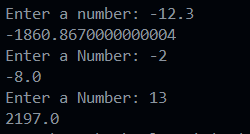 Enter a number: -12.3
-1860.8670000000004
Enter a Number: -2
-8.0
Enter a Number: 13
2197.0